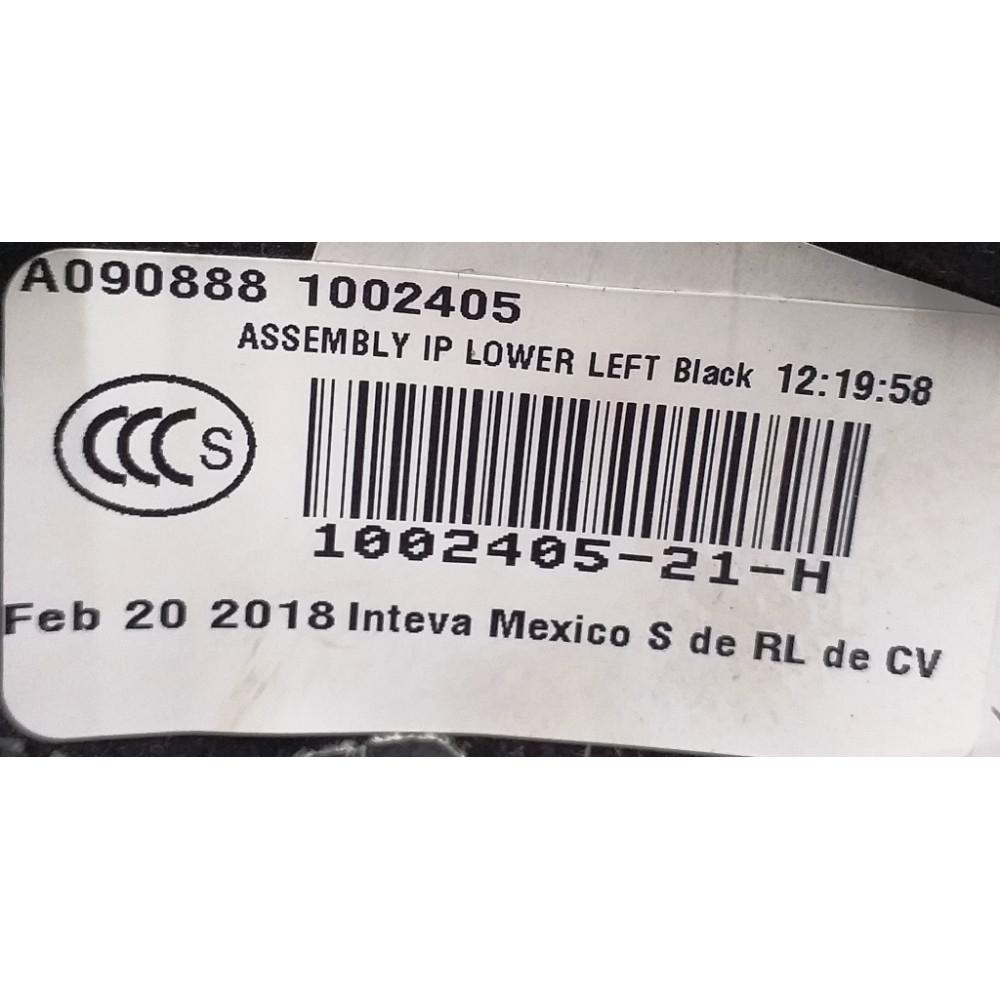 A090888 1002405
ASSEMBLY IP LOWER LEFT Black 12:19:58
CCC S
1002405-21-H
Feb 20 2018 Inteva Mexico S de RL de CV